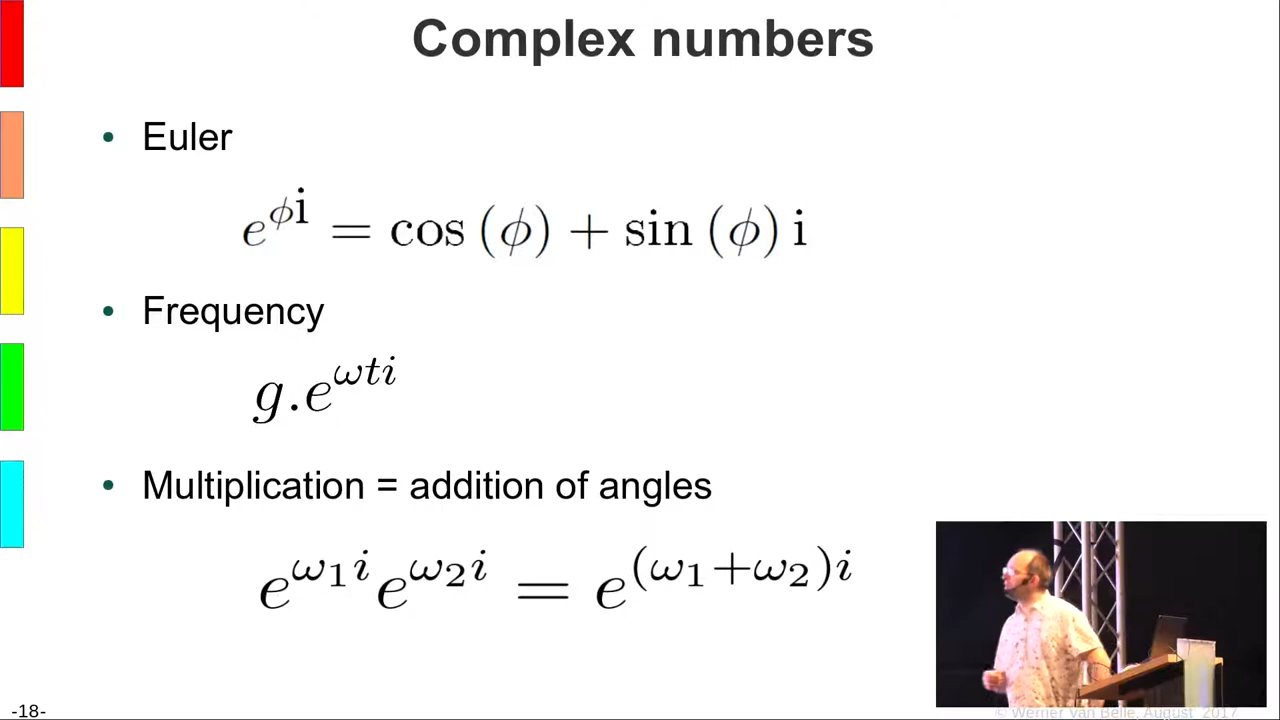 Complex numbers
• Euler
e^{ϕi} = cos (ϕ) + sin (ϕ) i
• Frequency
g.e^{ωti}
• Multiplication = addition of angles
e^{ω₁i}e^{ω₂i} = e^{(ω₁+ω₂)i}
-18-
© Werner Van Belle, August 2017